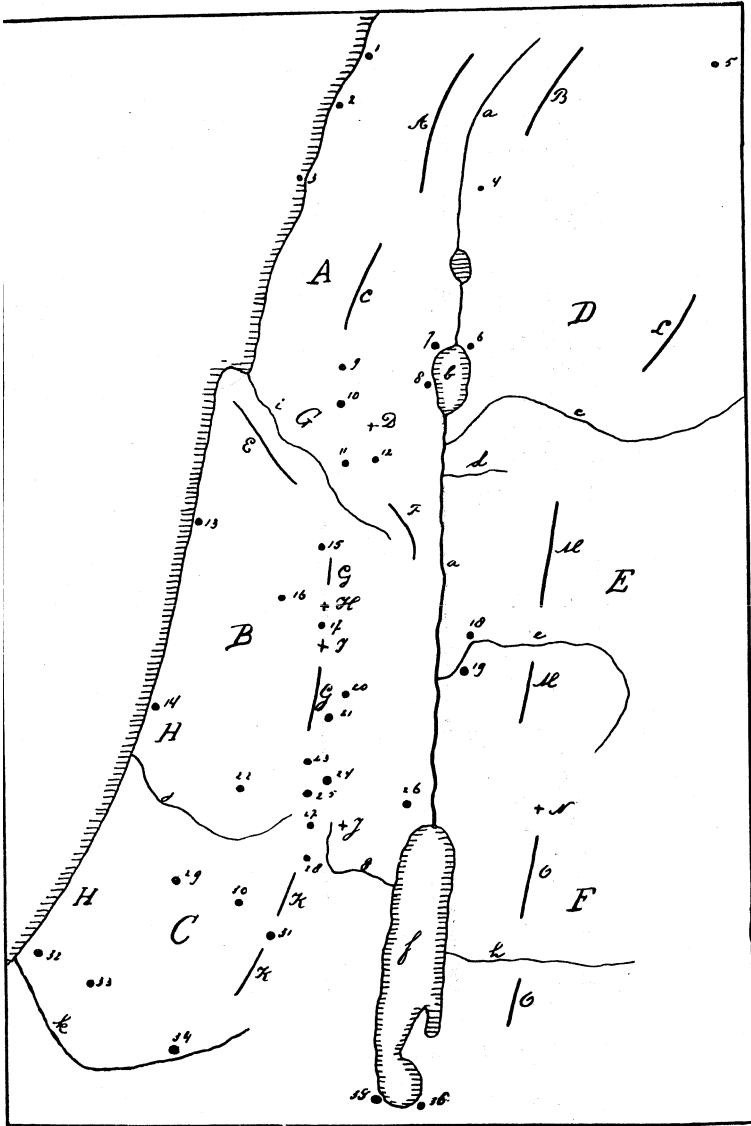 1
5
2
A
a
B
3
4
A
C
D
L
7
6
b
8
9
10
i
G
+ D
c
E
11
12
d
F
13
15
M
a
G
E
16
+ H
17
B
+ I
18
e
19
M
G
20
21
14
H
23
24
22
25
26
+ N
27
+ J
28
g
O
29
K
H
10
F
C
31
f
32
K
h
33
O
k
34
35
36